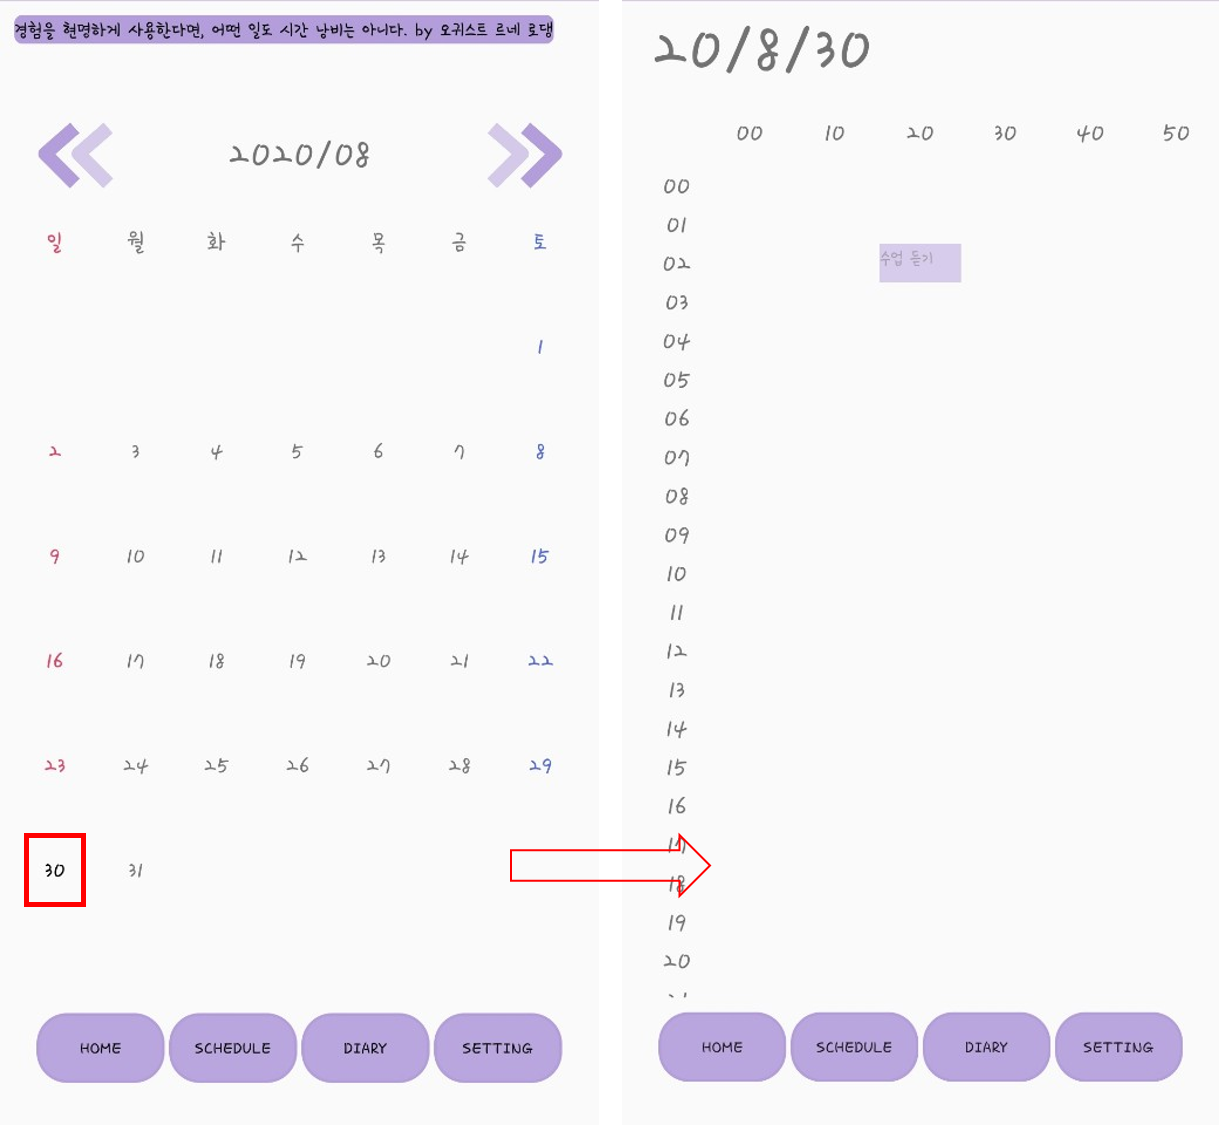 경험을 현명하게 사용한다면, 어떤 일도 시간 낭비는 아니다. by 오귀스트 르네 로댕
2020/08
일 월 화 수 목 금 토
1
2 3 4 5 6 7 8
9 10 11 12 13 14 15
16 17 18 19 20 21 22
23 24 25 26 27 28 29
30 31
HOME SCHEDULE DIARY SETTING
20/8/30
00 10 20 30 40 50
00
01
02 수업 듣기
03
04
05
06
07
08
09
10
11
12
13
14
15
16
17
18
19
20
HOME SCHEDULE DIARY SETTING